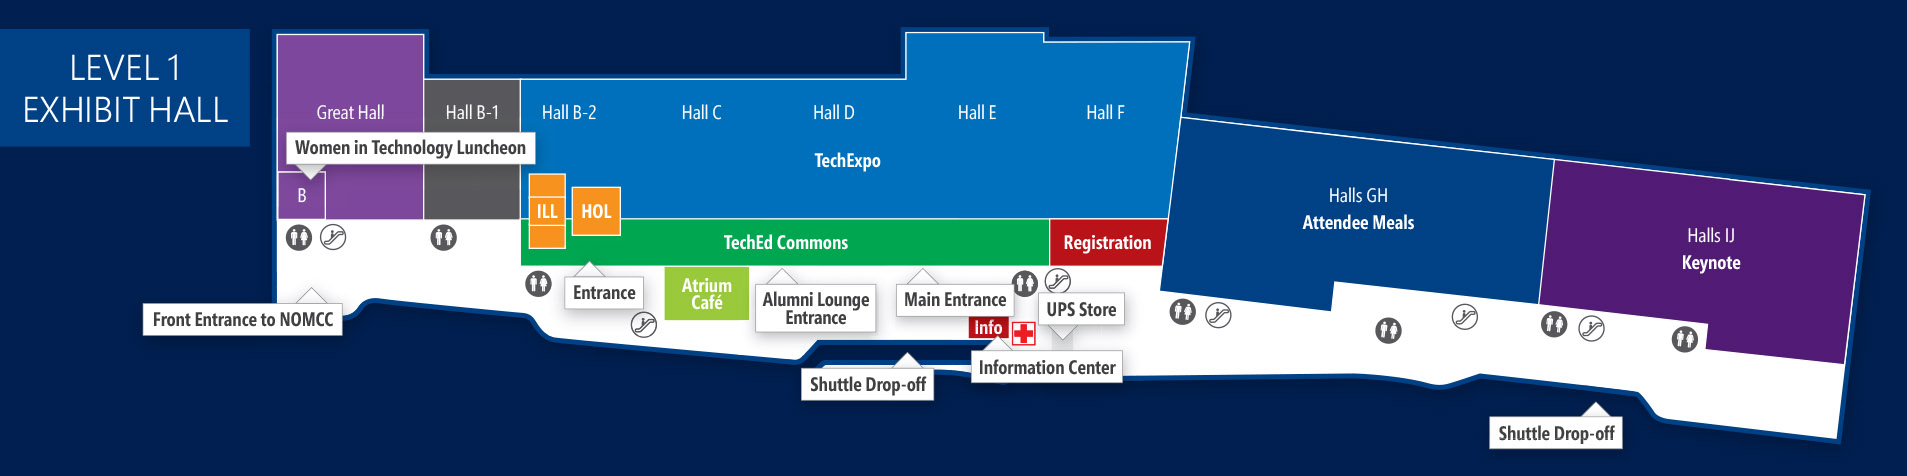 LEVEL 1
EXHIBIT HALL
Great Hall
Hall B-1
Hall B-2
Hall C
Hall D
Hall E
Hall F
Women in Technology Luncheon
TechExpo
B
ILL
HOL
Halls GH
Attendee Meals
Halls IJ
Keynote
TechEd Commons
Registration
Entrance
Atrium
Café
Alumni Lounge
Entrance
Main Entrance
UPS Store
Front Entrance to NOMCC
Info
Information Center
Shuttle Drop-off
Shuttle Drop-off